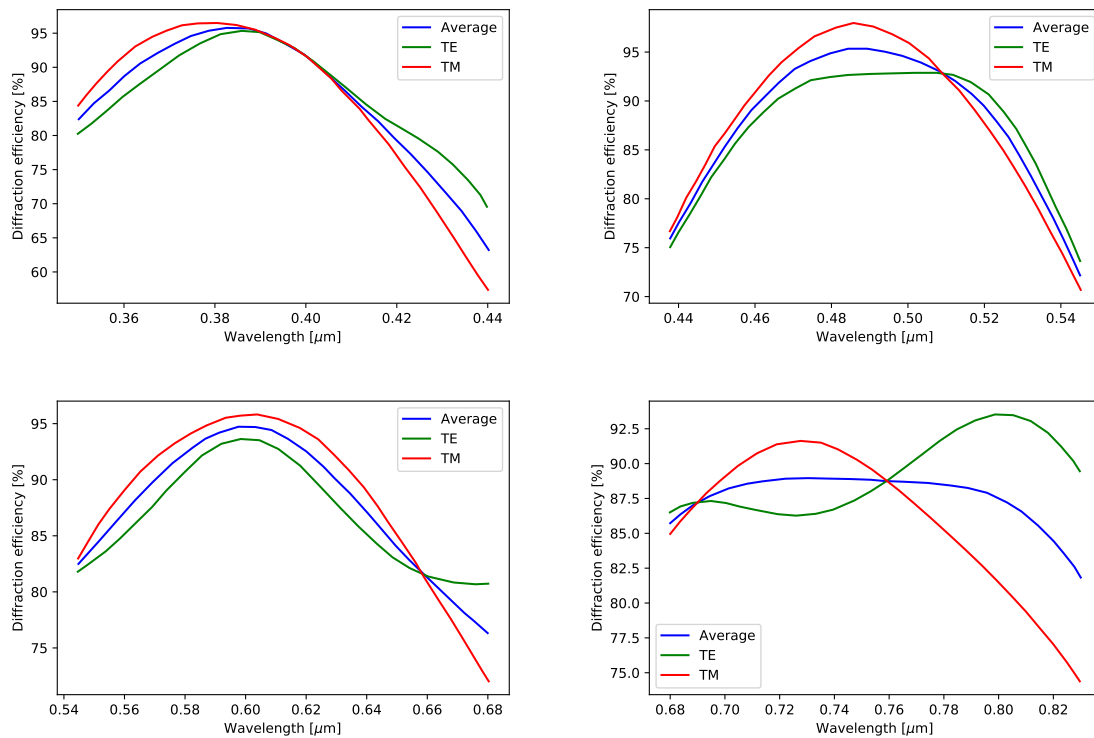 Diffraction efficiency [%]
95
90
85
80
75
70
65
60
0.36
0.38
0.40
0.42
0.44
Wavelength [μm]
Average
TE
TM
Diffraction efficiency [%]
95
90
85
80
75
70
0.44
0.46
0.48
0.50
0.52
0.54
Wavelength [μm]
Average
TE
TM
Diffraction efficiency [%]
95
90
85
80
75
0.54
0.56
0.58
0.60
0.62
0.64
0.66
0.68
Wavelength [μm]
Average
TE
TM
Diffraction efficiency [%]
92.5
90.0
87.5
85.0
82.5
80.0
77.5
75.0
0.68
0.70
0.72
0.74
0.76
0.78
0.80
0.82
Wavelength [μm]
Average
TE
TM